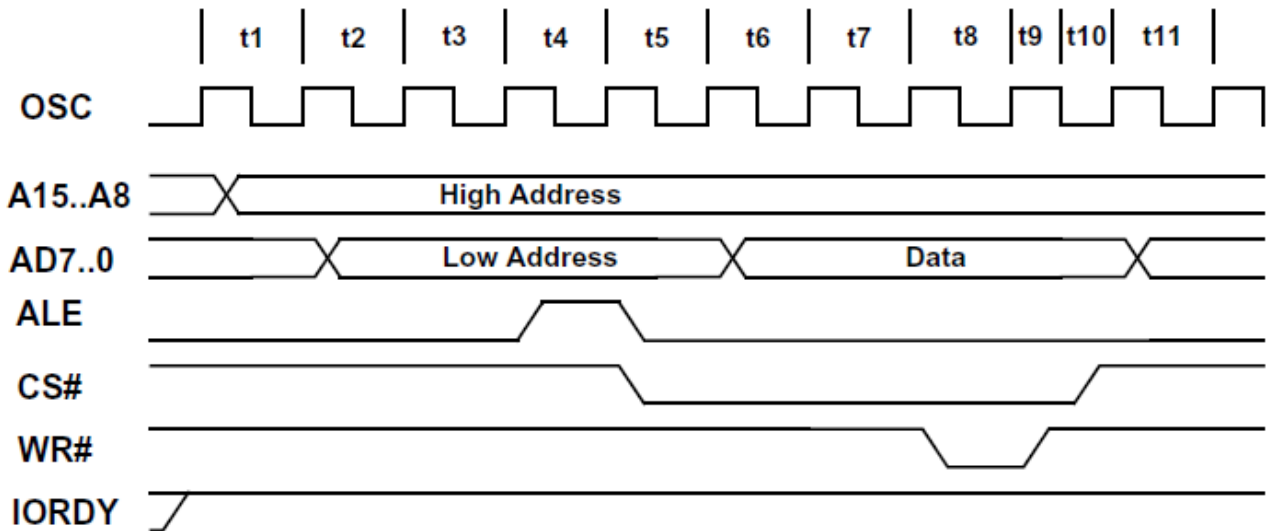 t1 t2 t3 t4 t5 t6 t7 t8 t9 t10 t11
OSC
A15..A8 High Address
AD7..0 Low Address Data
ALE
CS#
WR#
IORDY